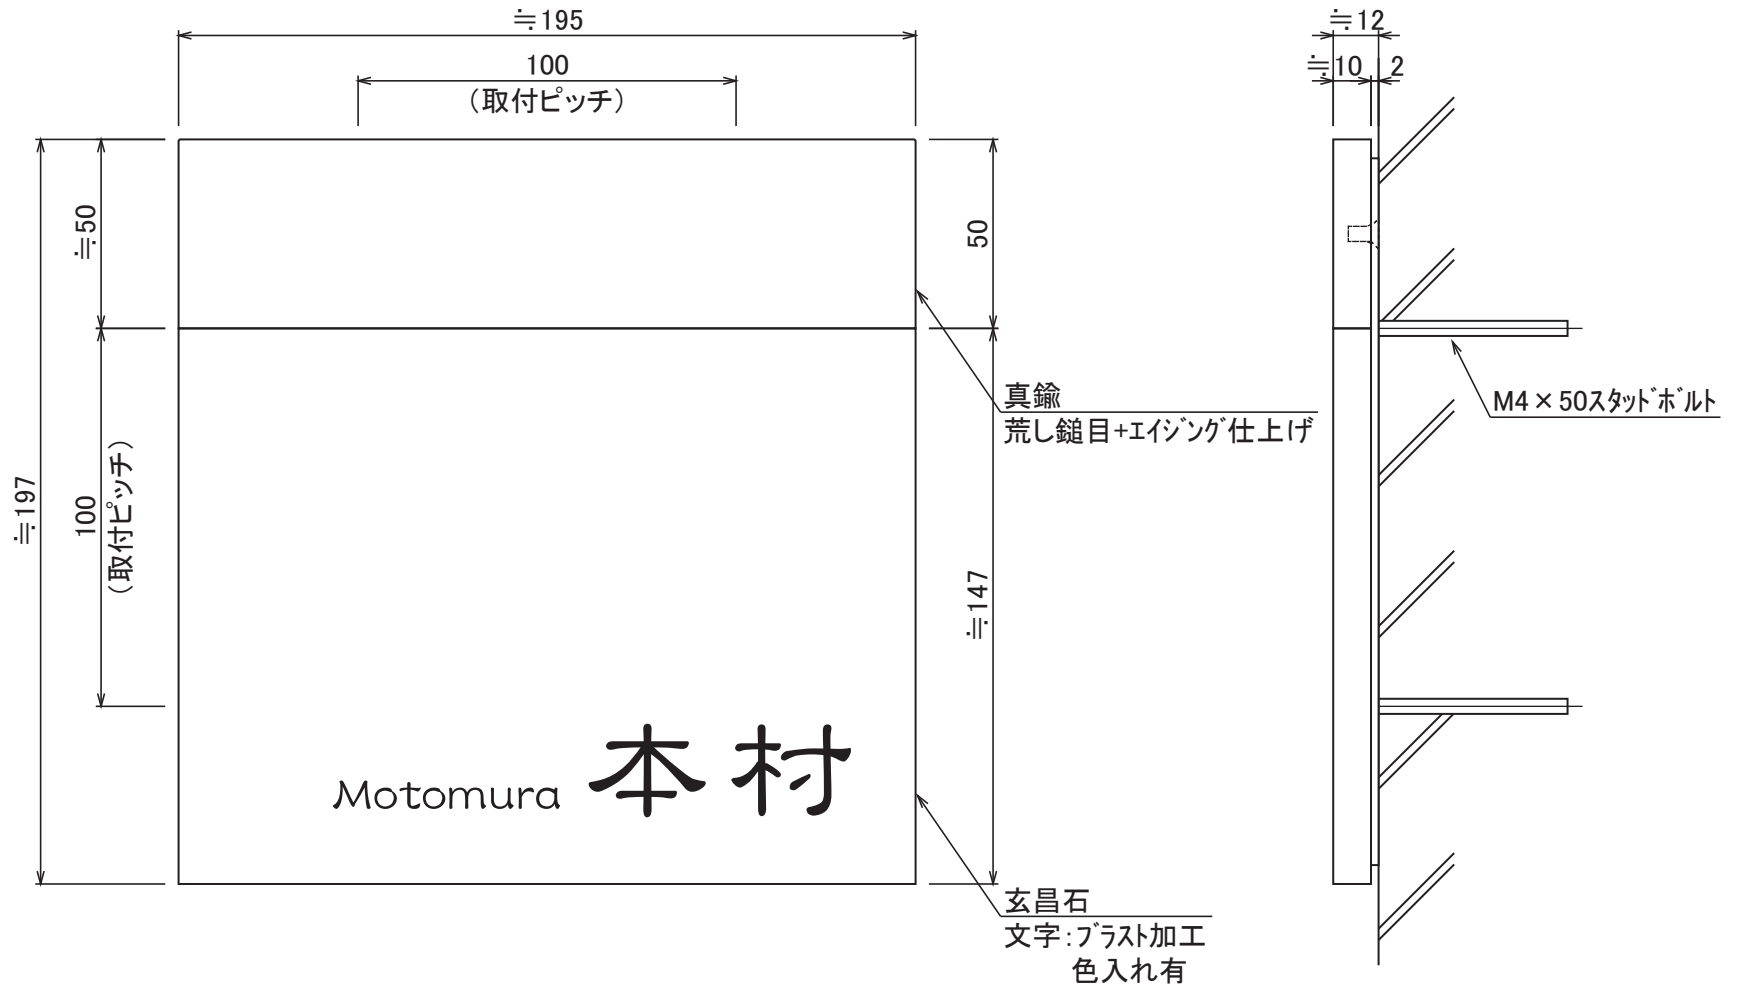 ≒195
100
(取付ピッチ)
≒12
≒10
2
≒50
50
真鍮
荒し鎚目+ｴｲｼﾞﾝｸﾞ仕上げ
M4×50ｽﾀｯﾄﾞﾎﾞﾙﾄ
≒197
100
(取付ピッチ)
≒147
Motomura 本村
玄昌石
文字:ﾌﾞﾗｽﾄ加工
色入れ有